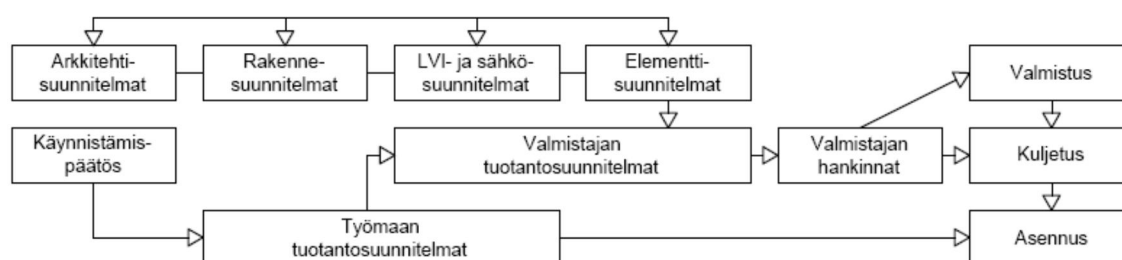 Arkkitehti-
suunnitelmat
Rakenne-
suunnitelmat
LVI- ja sähkö-
suunnitelmat
Elementti-
suunnitelmat
Valmistus
Käynnistämis-
päätös
Valmistajan
tuotantosuunnitelmat
Valmistajan
hankinnat
Kuljetus
Työmaan
tuotantosuunnitelmat
Asennus